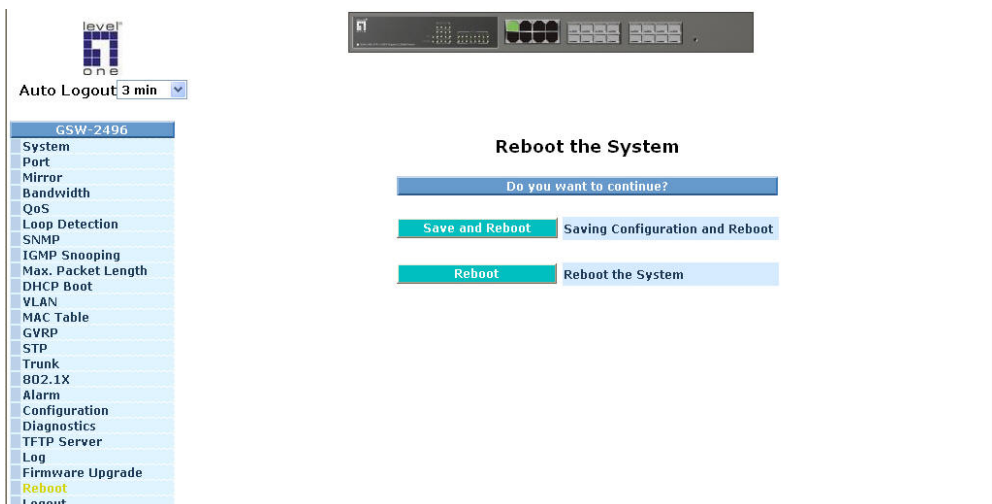 level
one
Auto Logout 3 min
GSW-2496
System
Port
Mirror
Bandwidth
QoS
Loop Detection
SNMP
IGMP Snooping
Max. Packet Length
DHCP Boot
VLAN
MAC Table
GVRP
STP
Trunk
802.1X
Alarm
Configuration
Diagnostics
TFTP Server
Log
Firmware Upgrade
Reboot
Logout
Reboot the System
Do you want to continue?
Save and Reboot Saving Configuration and Reboot
Reboot Reboot the System